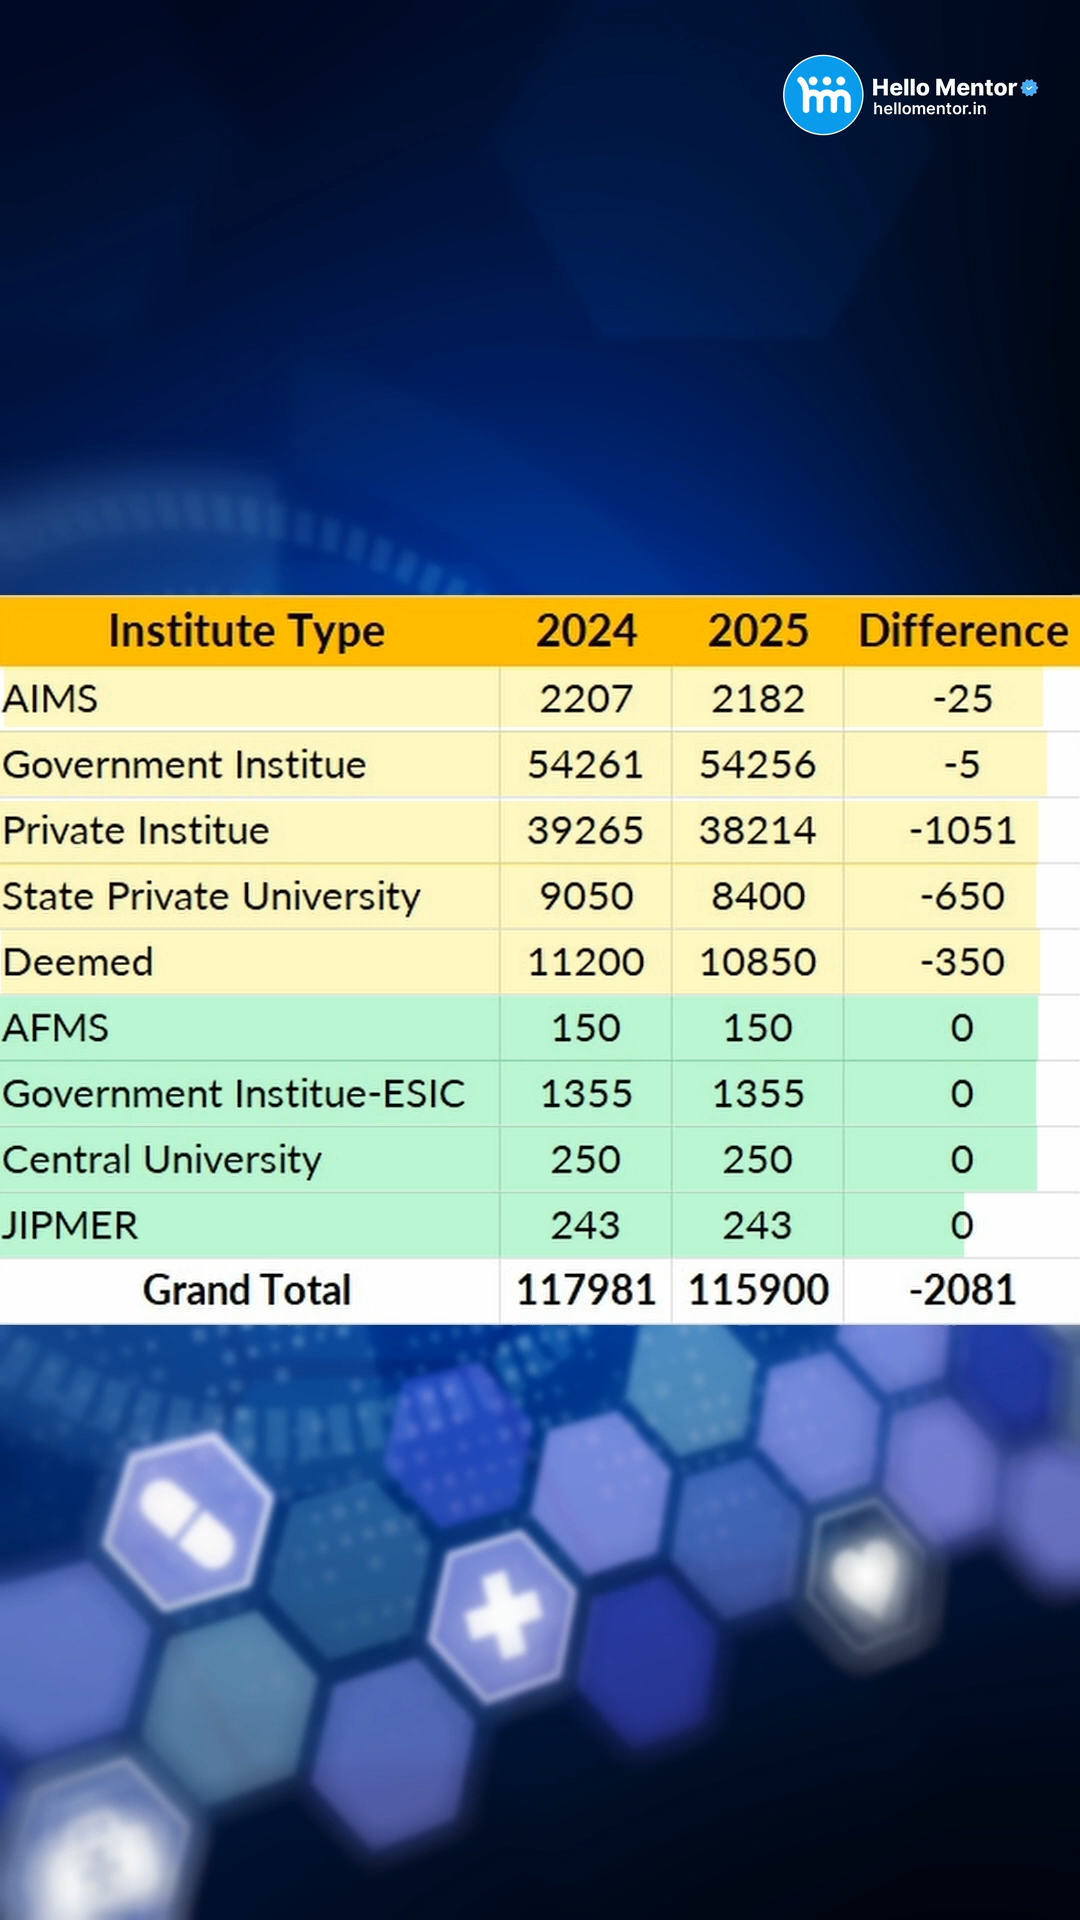 Hello Mentor
hellomentor.in
Institute Type 2024 2025 Difference
AIMS 2207 2182 -25
Government Institue 54261 54256 -5
Private Institue 39265 38214 -1051
State Private University 9050 8400 -650
Deemed 11200 10850 -350
AFMS 150 150 0
Government Institue-ESIC 1355 1355 0
Central University 250 250 0
JIPMER 243 243 0
Grand Total 117981 115900 -2081